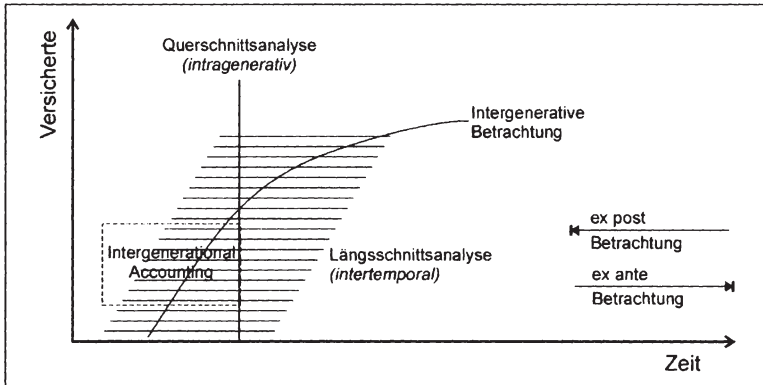 Versicherte
Querschnittsanalyse
(intragenerativ)
Intergenerative
Betrachtung
ex post
Betrachtung
Intergenerational
Accounting
Längsschnittsanalyse
(intertemporal)
ex ante
Betrachtung
Zeit